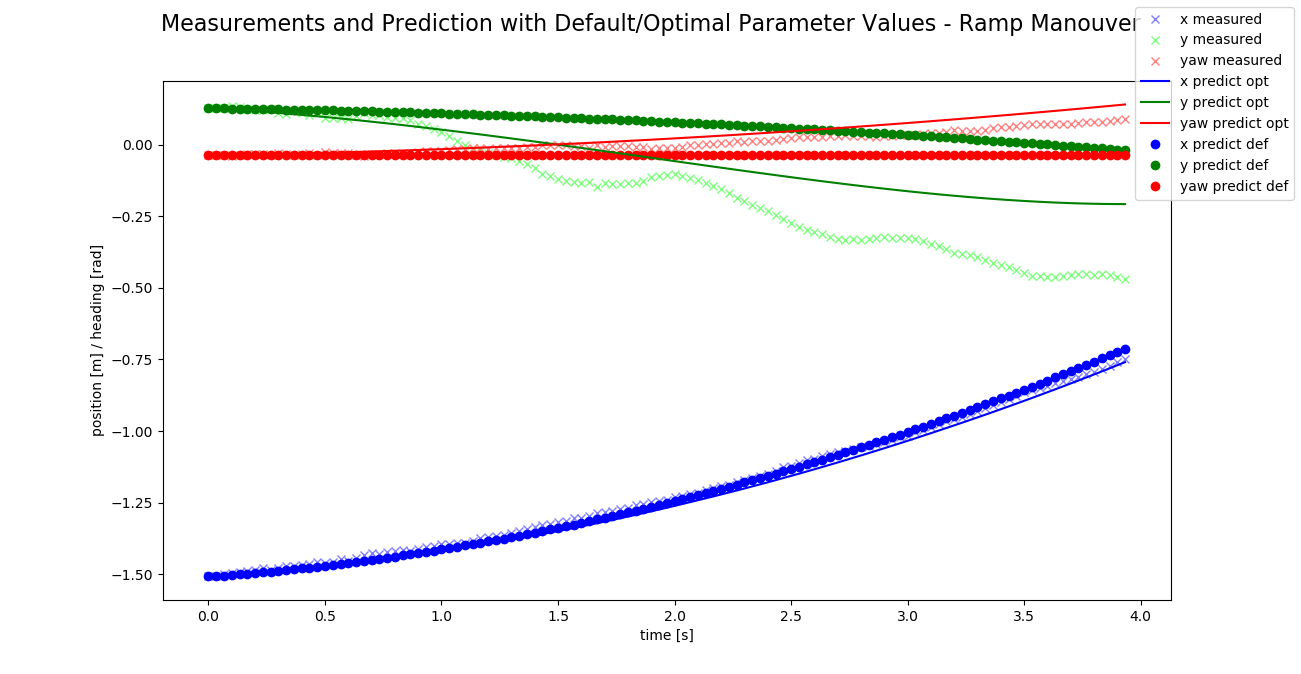 Measurements and Prediction with Default/Optimal Parameter Values - Ramp Manouver
x measured
y measured
yaw measured
x predict opt
y predict opt
yaw predict opt
x predict def
y predict def
yaw predict def
0.00
−0.25
−0.50
−0.75
−1.00
−1.25
−1.50
position [m] / heading [rad]
0.0 0.5 1.0 1.5 2.0 2.5 3.0 3.5 4.0
time [s]